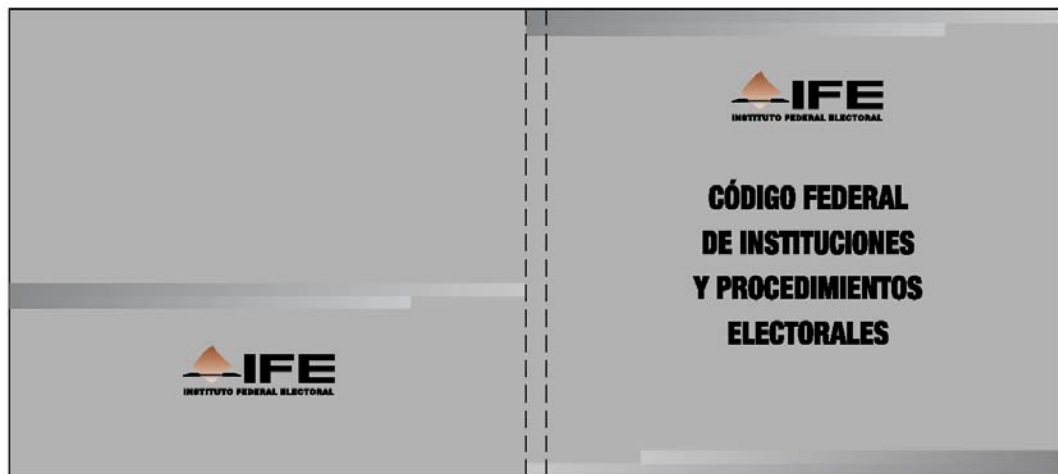 IFE
INSTITUTO FEDERAL ELECTORAL
CÓDIGO FEDERAL
DE INSTITUCIONES
Y PROCEDIMIENTOS
ELECTORALES
IFE
INSTITUTO FEDERAL ELECTORAL